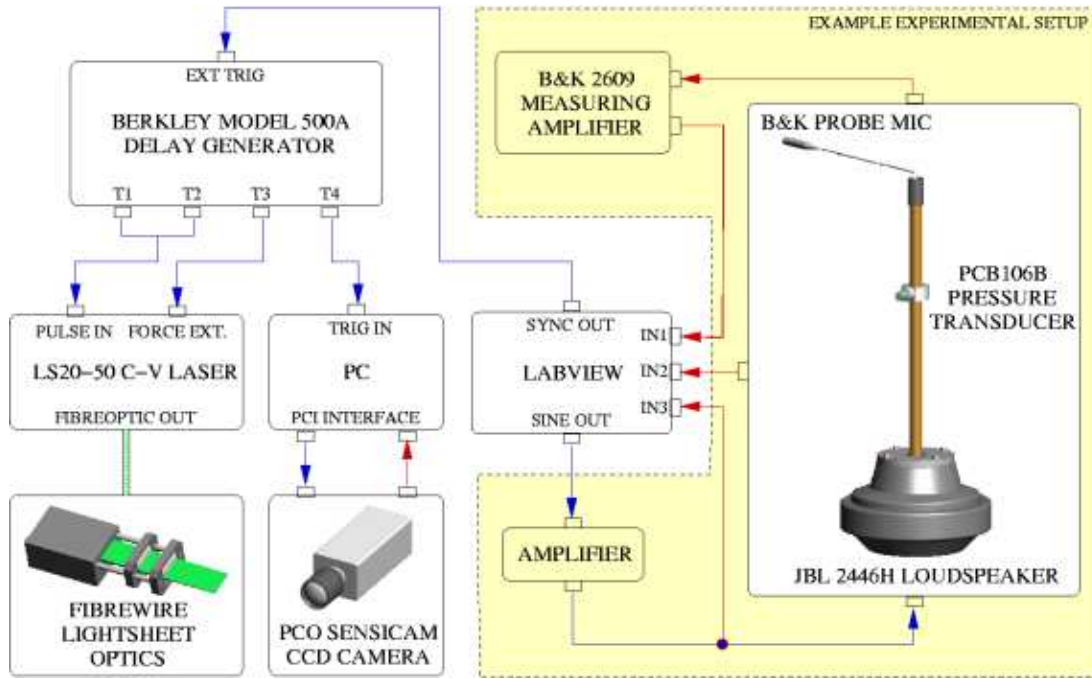 EXAMPLE EXPERIMENTAL SETUP
EXT TRIG
BERKLEY MODEL 500A
DELAY GENERATOR
T1 T2 T3 T4
B&K 2609
MEASURING
AMPLIFIER
B&K PROBE MIC
PCB106B
PRESSURE
TRANSDUCER
JBL 2446H LOUDSPEAKER
PULSE IN FORCE EXT.
LS20-50 C-V LASER
FIBREOPTIC OUT
TRIG IN
PC
PCI INTERFACE
SYNC OUT
LABVIEW
SINE OUT
IN1
IN2
IN3
FIBREWIRE
LIGHTSHEET
OPTICS
PCO SENSICAM
CCD CAMERA
AMPLIFIER